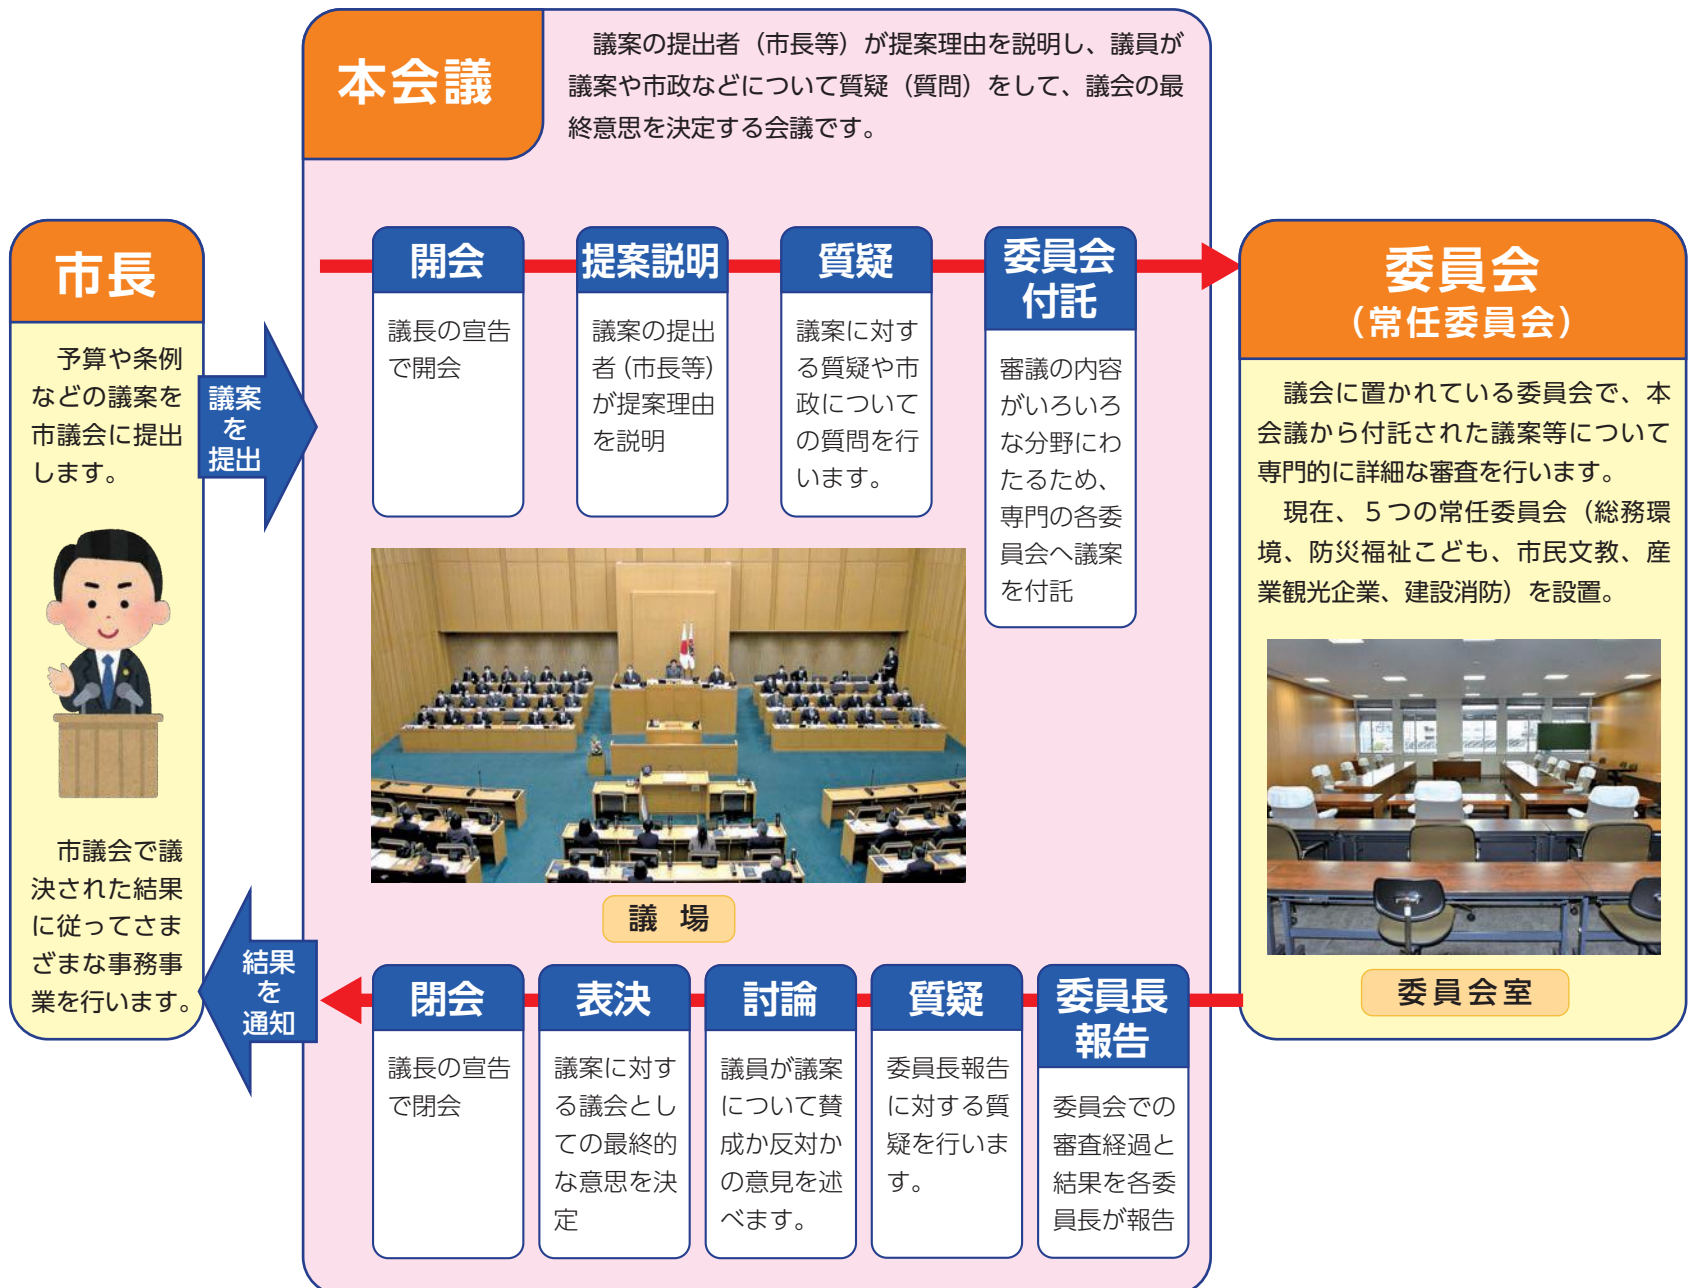 本会議
議案の提出者（市長等）が提案理由を説明し、議員が
議案や市政などについて質疑（質問）をして、議会の最
終意思を決定する会議です。
市長
予算や条例
などの議案を
市議会に提出
します。
議案
を
提出
開会
議長の宣告
で開会
提案説明
議案の提出
者（市長等）
が提案理由
を説明
質疑
議案に対す
る質疑や市
政について
の質問を行
います。
委員会
付託
審議の内容
がいろいろ
な分野にわ
たるため、
専門の各委
員会へ議案
を付託
委員会
（常任委員会）
議会に置かれている委員会で、本
会議から付託された議案等について
専門的に詳細な審査を行います。
現在、５つの常任委員会（総務環
境、防災福祉こども、市民文教、産
業観光企業、建設消防）を設置。
委員会室
議場
委員長
報告
委員会での
審査経過と
結果を各委
員長が報告
質疑
委員長報告
に対する質
疑を行いま
す。
討論
議員が議案
について賛
成か反対か
の意見を述
べます。
表決
議案に対す
る議会とし
ての最終的
な意思を決
定
閉会
議長の宣告
で閉会
結果
を
通知
市議会で議
決された結果
に従ってさま
ざまな事務事
業を行います。